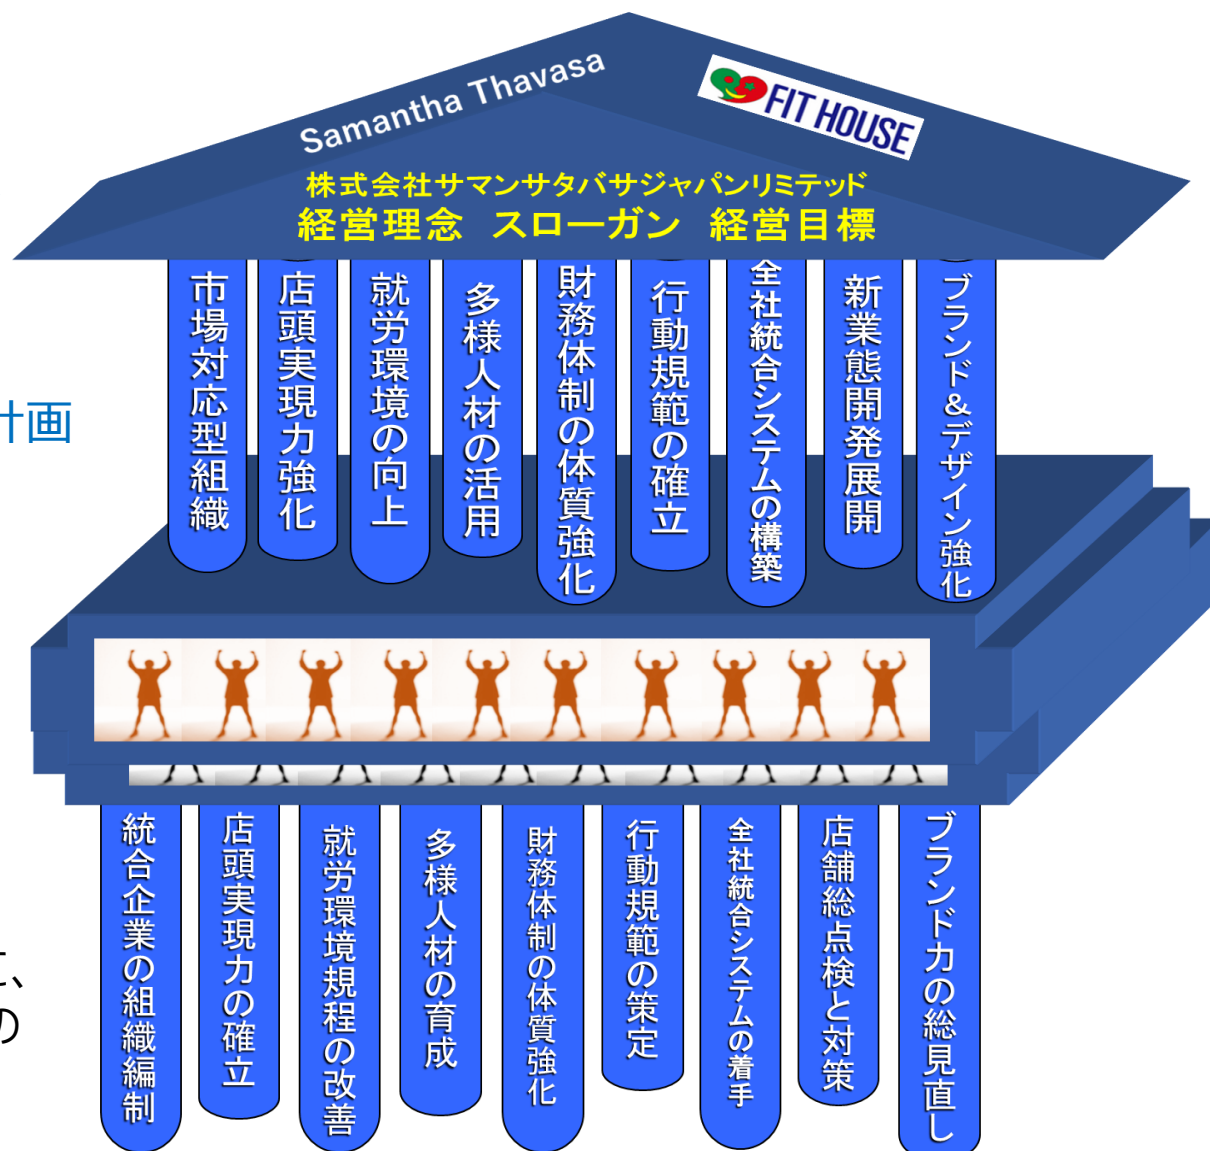 Samantha Thavasa
FIT HOUSE
株式会社サマンサタバサジャパンリミテッド
経営理念 スローガン 経営目標
市場対応型組織
店頭実現力強化
就労環境の向上
多様人材の活用
財務体制の体質強化
行動規範の確立
全社統合システムの構築
新業態開発展開
ブランド&デザイン強化
計画
統合企業の組織編制
店頭実現力の確立
就労環境規程の改善
多様人材の育成
財務体制の体質強化
行動規範の策定
全社統合システムの着手
店舗総点検と対策
ブランド力の総見直し
、
の